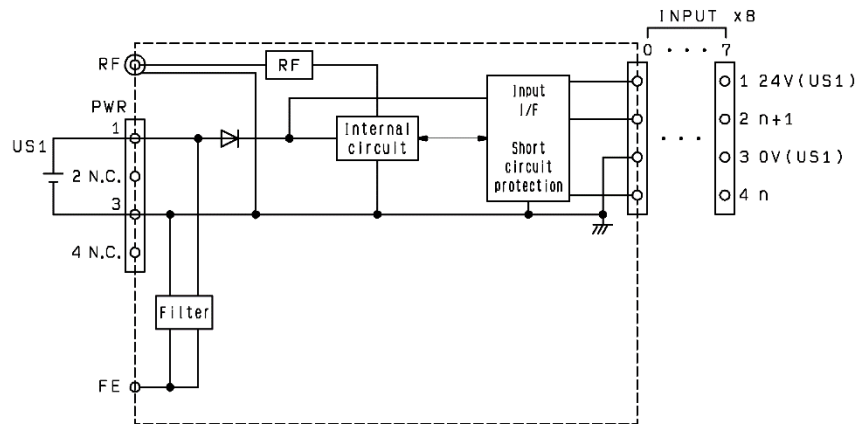 INPUT x8
0 . . . 7
RF
RF
PWR
1
US1
2 N.C.
3
4 N.C.
Internal
circuit
Input
I/F
Short
circuit
protection
. . .
1 24V(US1)
2 n+1
3 0V(US1)
4 n
Filter
FE